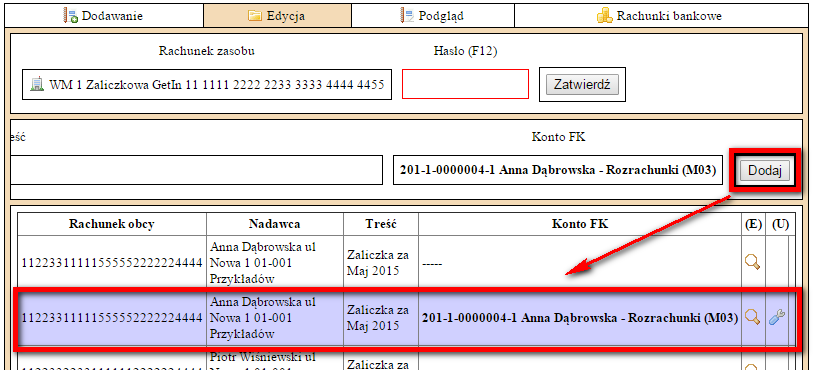 Dodawanie Edycja Podgląd Rachunki bankowe
Rachunek zasobu Hasło (F12)
WM 1 Zaliczkowa GetIn 11 1111 2222 2233 3333 4444 4455 Zatwierdź
eść Konto FK
201-1-0000004-1 Anna Dąbrowska - Rozrachunki (M03) Dodaj
Rachunek obcy Nadawca Treść Konto FK (E) (U)
Anna Dąbrowska ul
Nowa 1 01-001
Przykładów
11223311111555552222224444
Zaliczka za
Maj 2015
-----
Anna Dąbrowska ul
Nowa 1 01-001
Przykładów
11223311111555552222224444
Zaliczka za
Maj 2015
201-1-0000004-1 Anna Dąbrowska - Rozrachunki (M03)
Piotr Wiśniewski ul
Zaliczka za